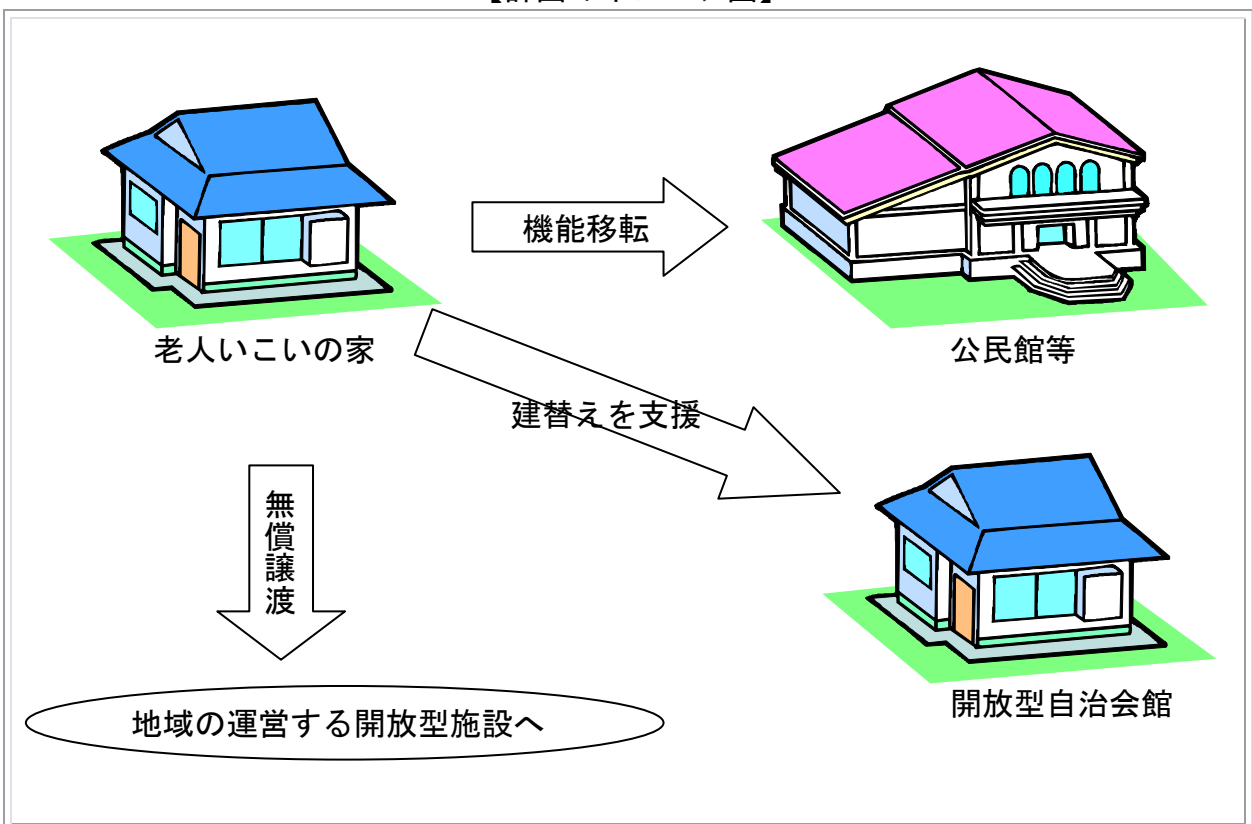 機能移転
老人いこいの家
公民館等
建替えを支援
無償譲渡
開放型自治会館
地域の運営する開放型施設へ